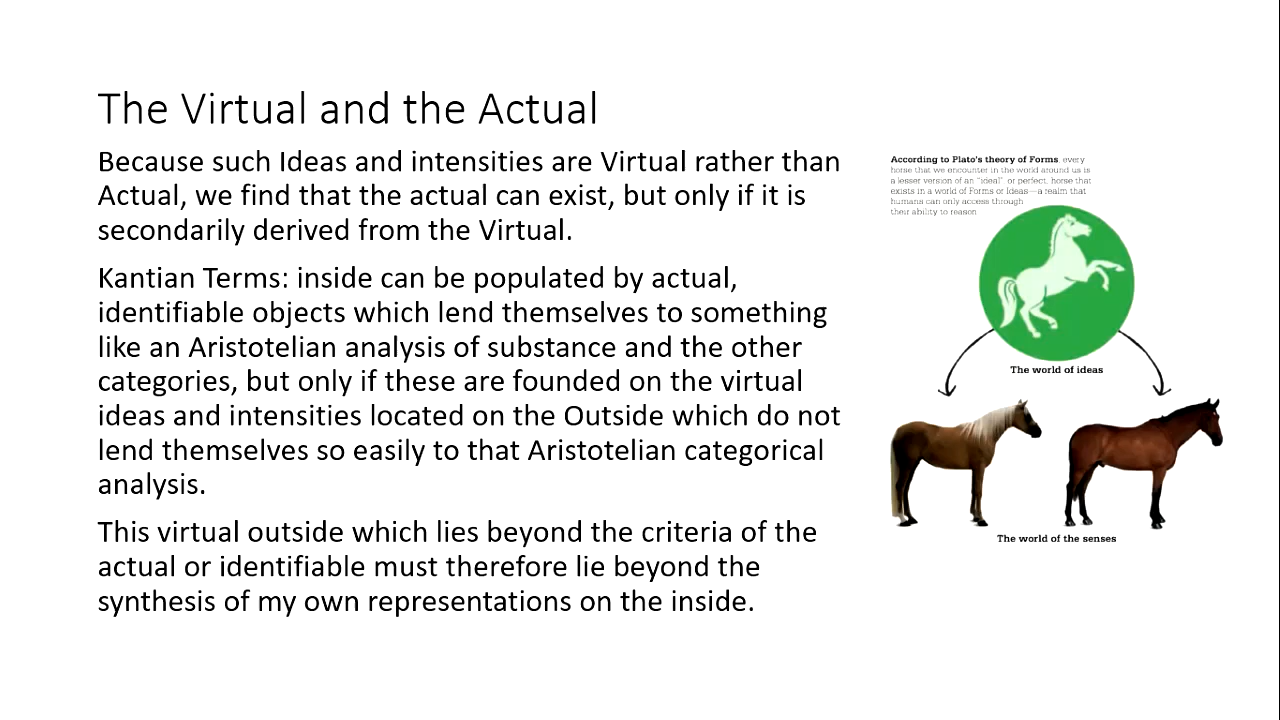 The Virtual and the Actual
Because such Ideas and intensities are Virtual rather than
Actual, we find that the actual can exist, but only if it is
secondarily derived from the Virtual.
Kantian Terms: inside can be populated by actual,
identifiable objects which lend themselves to something
like an Aristotelian analysis of substance and the other
categories, but only if these are founded on the virtual
ideas and intensities located on the Outside which do not
lend themselves so easily to that Aristotelian categorical
analysis.
This virtual outside which lies beyond the criteria of the
actual or identifiable must therefore lie beyond the
synthesis of my own representations on the inside.
According to Plato's theory of Forms, every
horse that we encounter in the world around us is
a lesser version of an "ideal" or perfect, horse that
exists in a world of Forms or Ideas—a realm that
humans can only access through
their ability to reason
The world of ideas
The world of the senses